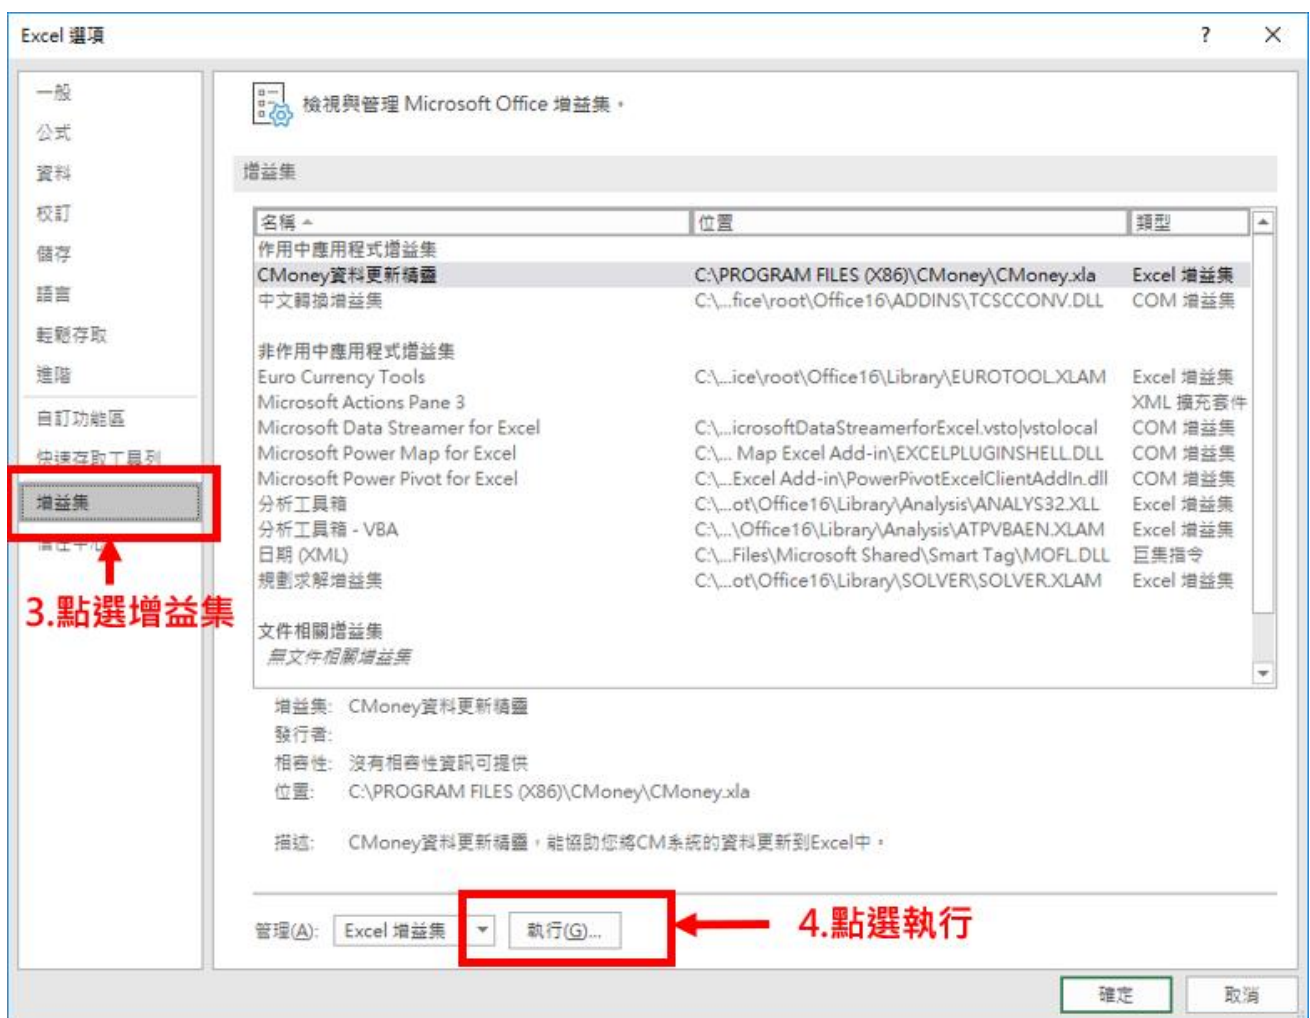 Excel 選項
?
一般
公式
資料
校訂
儲存
語言
輕鬆存取
進階
自訂功能區
快速存取工具列
增益集
信任中心
3.點選增益集
檢視與管理 Microsoft Office 增益集。
增益集
名稱 位置 類型
作用中應用程式增益集
CMoney資料更新精靈 C:\PROGRAM FILES (X86)\CMoney\CMoney.xla Excel 增益集
中文轉換增益集 C:\...fice\root\Office16\ADDINS\TCSCCONV.DLL COM 增益集
非作用中應用程式增益集
Euro Currency Tools C:\...ice\root\Office16\Library\EUROTOOL.XLAM Excel 增益集
Microsoft Actions Pane 3 XML 擴充套件
Microsoft Data Streamer for Excel C:\...icrosoftDataStreamerforExcel.vsto|vstolocal COM 增益集
Microsoft Power Map for Excel C:\... Map Excel Add-in\EXCELPLUGINSHELL.DLL COM 增益集
Microsoft Power Pivot for Excel C:\...Excel Add-in\PowerPivotExcelClientAddIn.dll COM 增益集
分析工具箱 C:\...ot\Office16\Library\Analysis\ANALYS32.XLL Excel 增益集
分析工具箱 - VBA C:\...\Office16\Library\Analysis\ATPVBAEN.XLAM Excel 增益集
日期 (XML) C:\...Files\Microsoft Shared\Smart Tag\MOFL.DLL 巨集指令
規劃求解增益集 C:\...ot\Office16\Library\SOLVER\SOLVER.XLAM Excel 增益集
文件相關增益集
無文件相關增益集
增益集: CMoney資料更新精靈
發行者:
相容性: 沒有相容性資訊可提供
位置: C:\PROGRAM FILES (X86)\CMoney\CMoney.xla
描述: CMoney資料更新精靈，能協助您將CM系統的資料更新到Excel中。
管理(A): Excel 增益集 執行(G)...
4.點選執行
確定 取消